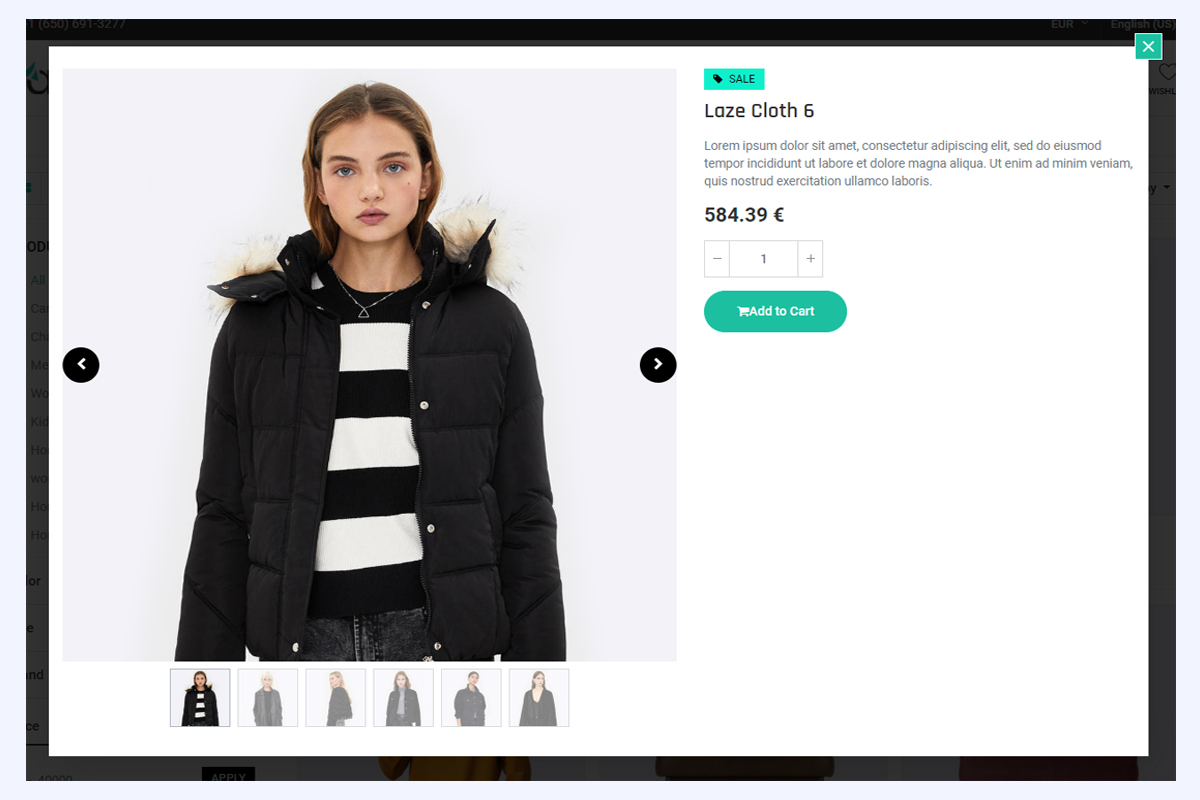 1 (650) 691-3277
EUR
English (US)
WISHL
SALE
Laze Cloth 6
Lorem ipsum dolor sit amet, consectetur adipiscing elit, sed do eiusmod
tempor incididunt ut labore et dolore magna aliqua. Ut enim ad minim veniam,
quis nostrud exercitation ullamco laboris.
584.39 €
1
Add to Cart
All
APPLY